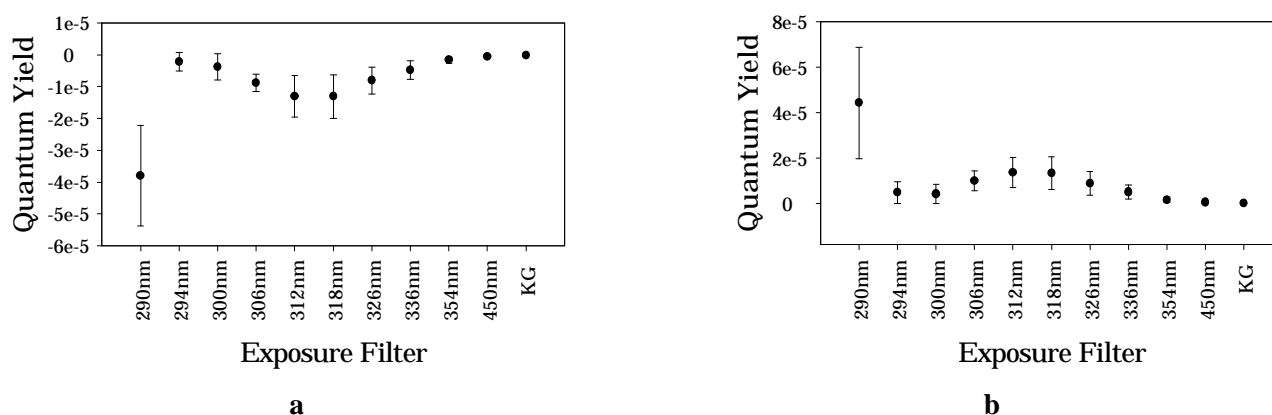 Quantum Yield
1e-5
0
-1e-5
-2e-5
-3e-5
-4e-5
-5e-5
-6e-5
290nm
294nm
300nm
306nm
312nm
318nm
326nm
336nm
354nm
450nm
KG
Exposure Filter
a
Quantum Yield
8e-5
6e-5
4e-5
2e-5
0
290nm
294nm
300nm
306nm
312nm
318nm
326nm
336nm
354nm
450nm
KG
Exposure Filter
b